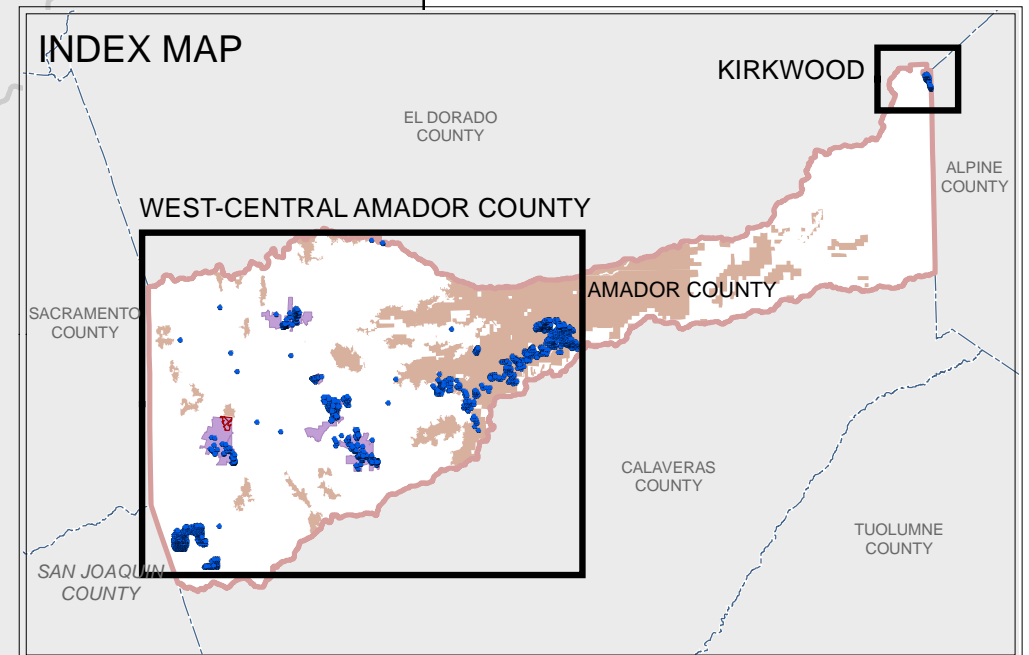 INDEX MAP
KIRKWOOD
EL DORADO
COUNTY
ALPINE
COUNTY
WEST-CENTRAL AMADOR COUNTY
AMADOR COUNTY
SACRAMENTO
COUNTY
CALAVERAS
COUNTY
TUOLUMNE
COUNTY
SAN JOAQUIN
COUNTY